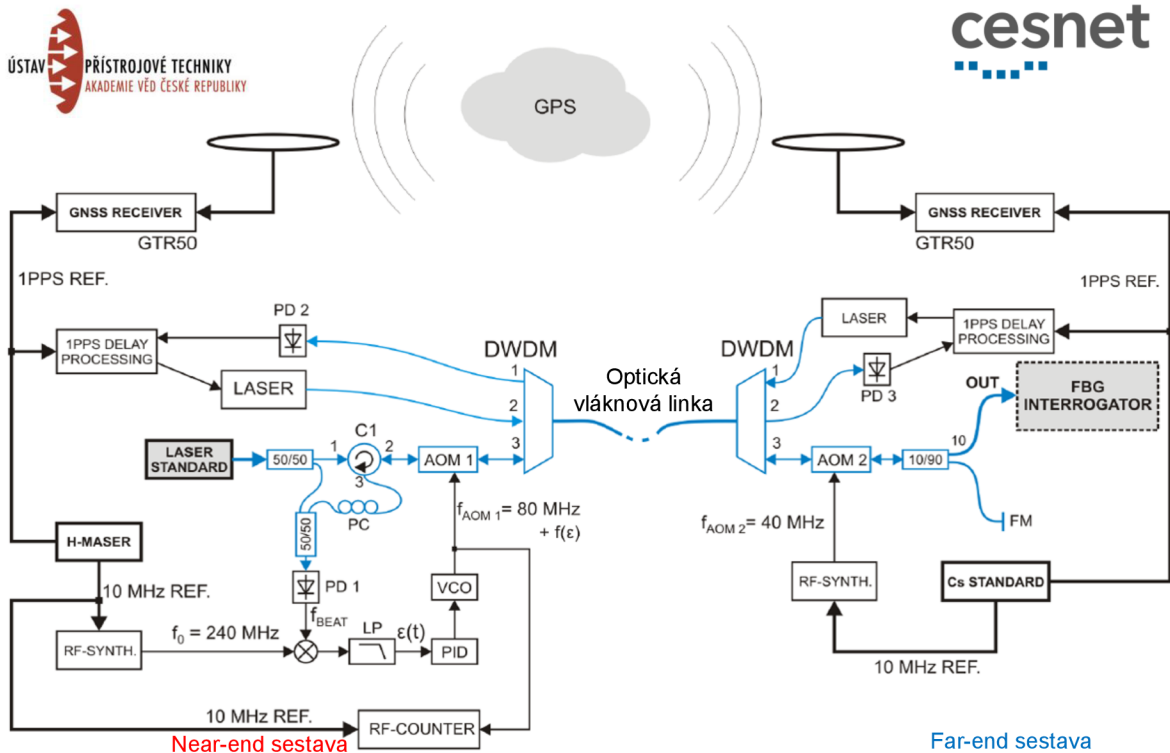 ÚSTAV PŘÍSTROJOVÉ TECHNIKY
AKADEMIE VĚD ČESKÉ REPUBLIKY
cesnet
GPS
GNSS RECEIVER
GTR50
GNSS RECEIVER
GTR50
1PPS REF.
1PPS REF.
PD 2
1PPS DELAY
PROCESSING
LASER
DWDM
1
2
3
Optická
vláknová linka
DWDM
1
2
3
LASER
1PPS DELAY
PROCESSING
PD 3
OUT
FBG
INTERROGATOR
LASER
STANDARD
50/50
1
C1
2
3
AOM 1
PC
50/50
fAOM 1 = 80 MHz
+ f(ε)
AOM 2
10/90
10
FM
fAOM 2 = 40 MHz
H-MASER
10 MHz REF.
PD 1
fBEAT
VCO
RF-SYNTH.
Cs STANDARD
RF-SYNTH.
f0 = 240 MHz
LP
ε(t)
PID
10 MHz REF.
10 MHz REF.
RF-COUNTER
Near-end sestava
Far-end sestava